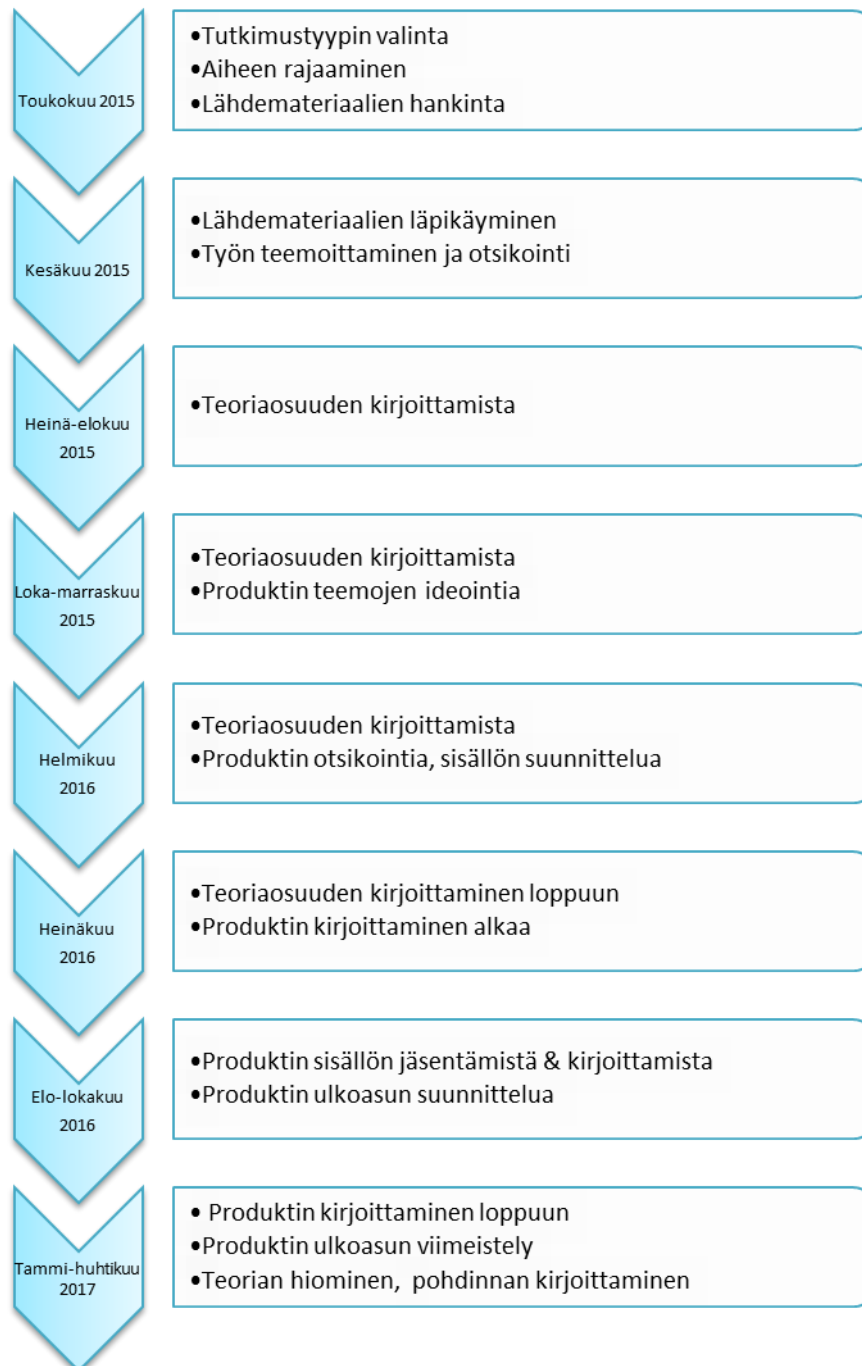 Toukokuu 2015
•Tutkimustyypin valinta
•Aiheen rajaaminen
•Lähdemateriaalien hankinta
Kesäkuu 2015
•Lähdemateriaalien läpikäyminen
•Työn teemoittaminen ja otsikointi
Heinä-elokuu
2015
•Teoriaosuuden kirjoittamista
Loka-marraskuu
2015
•Teoriaosuuden kirjoittamista
•Produktin teemojen ideointia
Helmikuu
2016
•Teoriaosuuden kirjoittamista
•Produktin otsikointia, sisällön suunnittelua
Heinäkuu
2016
•Teoriaosuuden kirjoittaminen loppuun
•Produktin kirjoittaminen alkaa
Elo-lokakuu
2016
•Produktin sisällön jäsentämistä & kirjoittamista
•Produktin ulkoasun suunnittelua
Tammi-huhtikuu
2017
• Produktin kirjoittaminen loppuun
•Produktin ulkoasun viimeistely
•Teorian hiominen, pohdinnan kirjoittaminen